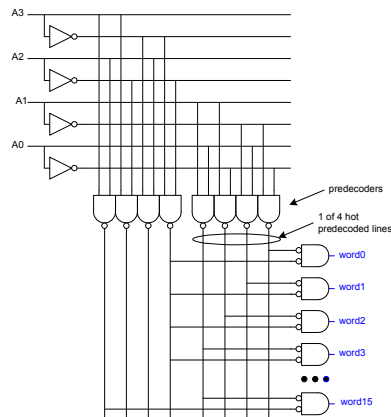 A3
A2
A1
A0
predecoders
1 of 4 hot
predecoded lines
word0
word1
word2
word3
word15